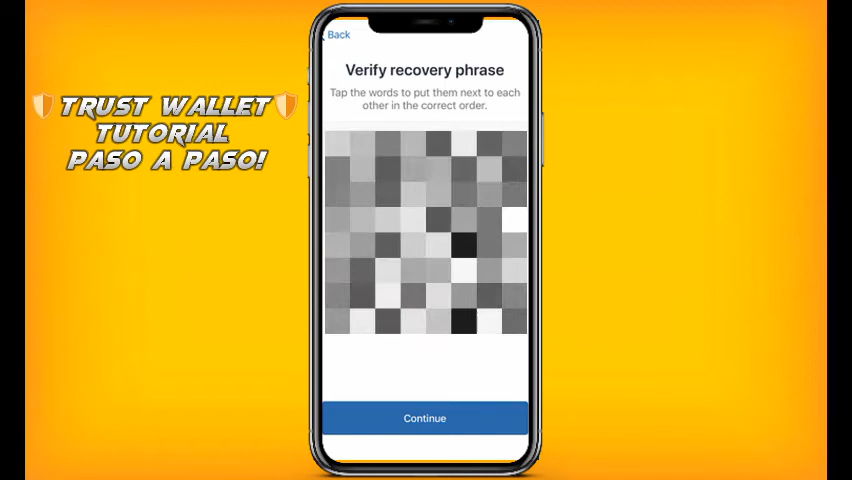 Back
Verify recovery phrase
Tap the words to put them next to each
other in the correct order.
TRUST WALLET
TUTORIAL
PASO A PASO!
Continue